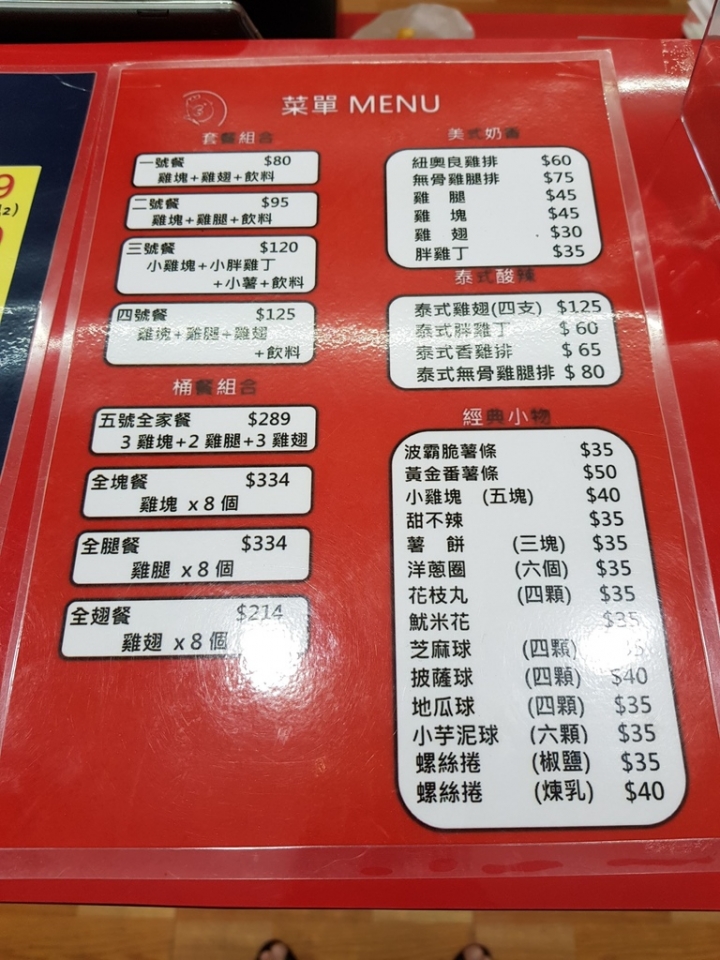 菜單 MENU
套餐組合
一號餐 $80
雞塊+雞翅+飲料
二號餐 $95
雞塊+雞腿+飲料
三號餐 $120
小雞塊+小胖雞丁
+小薯+飲料
四號餐 $125
雞塊+雞腿+雞翅
+飲料
桶餐組合
五號全家餐 $289
3雞塊+2雞腿+3雞翅
全塊餐 $334
雞塊 x8個
全腿餐 $334
雞腿 x8個
全翅餐 $214
雞翅 x8個
美式奶香
紐奧良雞排 $60
無骨雞腿排 $75
雞 腿 $45
雞 塊 $45
雞 翅 $30
胖雞丁 $35
泰式酸辣
泰式雞翅(四支) $125
泰式胖雞丁 $60
泰式香雞排 $65
泰式無骨雞腿排 $80
經典小物
波霸脆薯條 $35
黃金番薯條 $50
小雞塊 (五塊) $40
甜不辣 $35
薯 餅 (三塊) $35
洋蔥圈 (六個) $35
花枝丸 (四顆) $35
魷米花 $35
芝麻球 (四顆)
披薩球 (四顆) $40
地瓜球 (四顆) $35
小芋泥球 (六顆) $35
螺絲捲 (椒鹽) $35
螺絲捲 (煉乳) $40